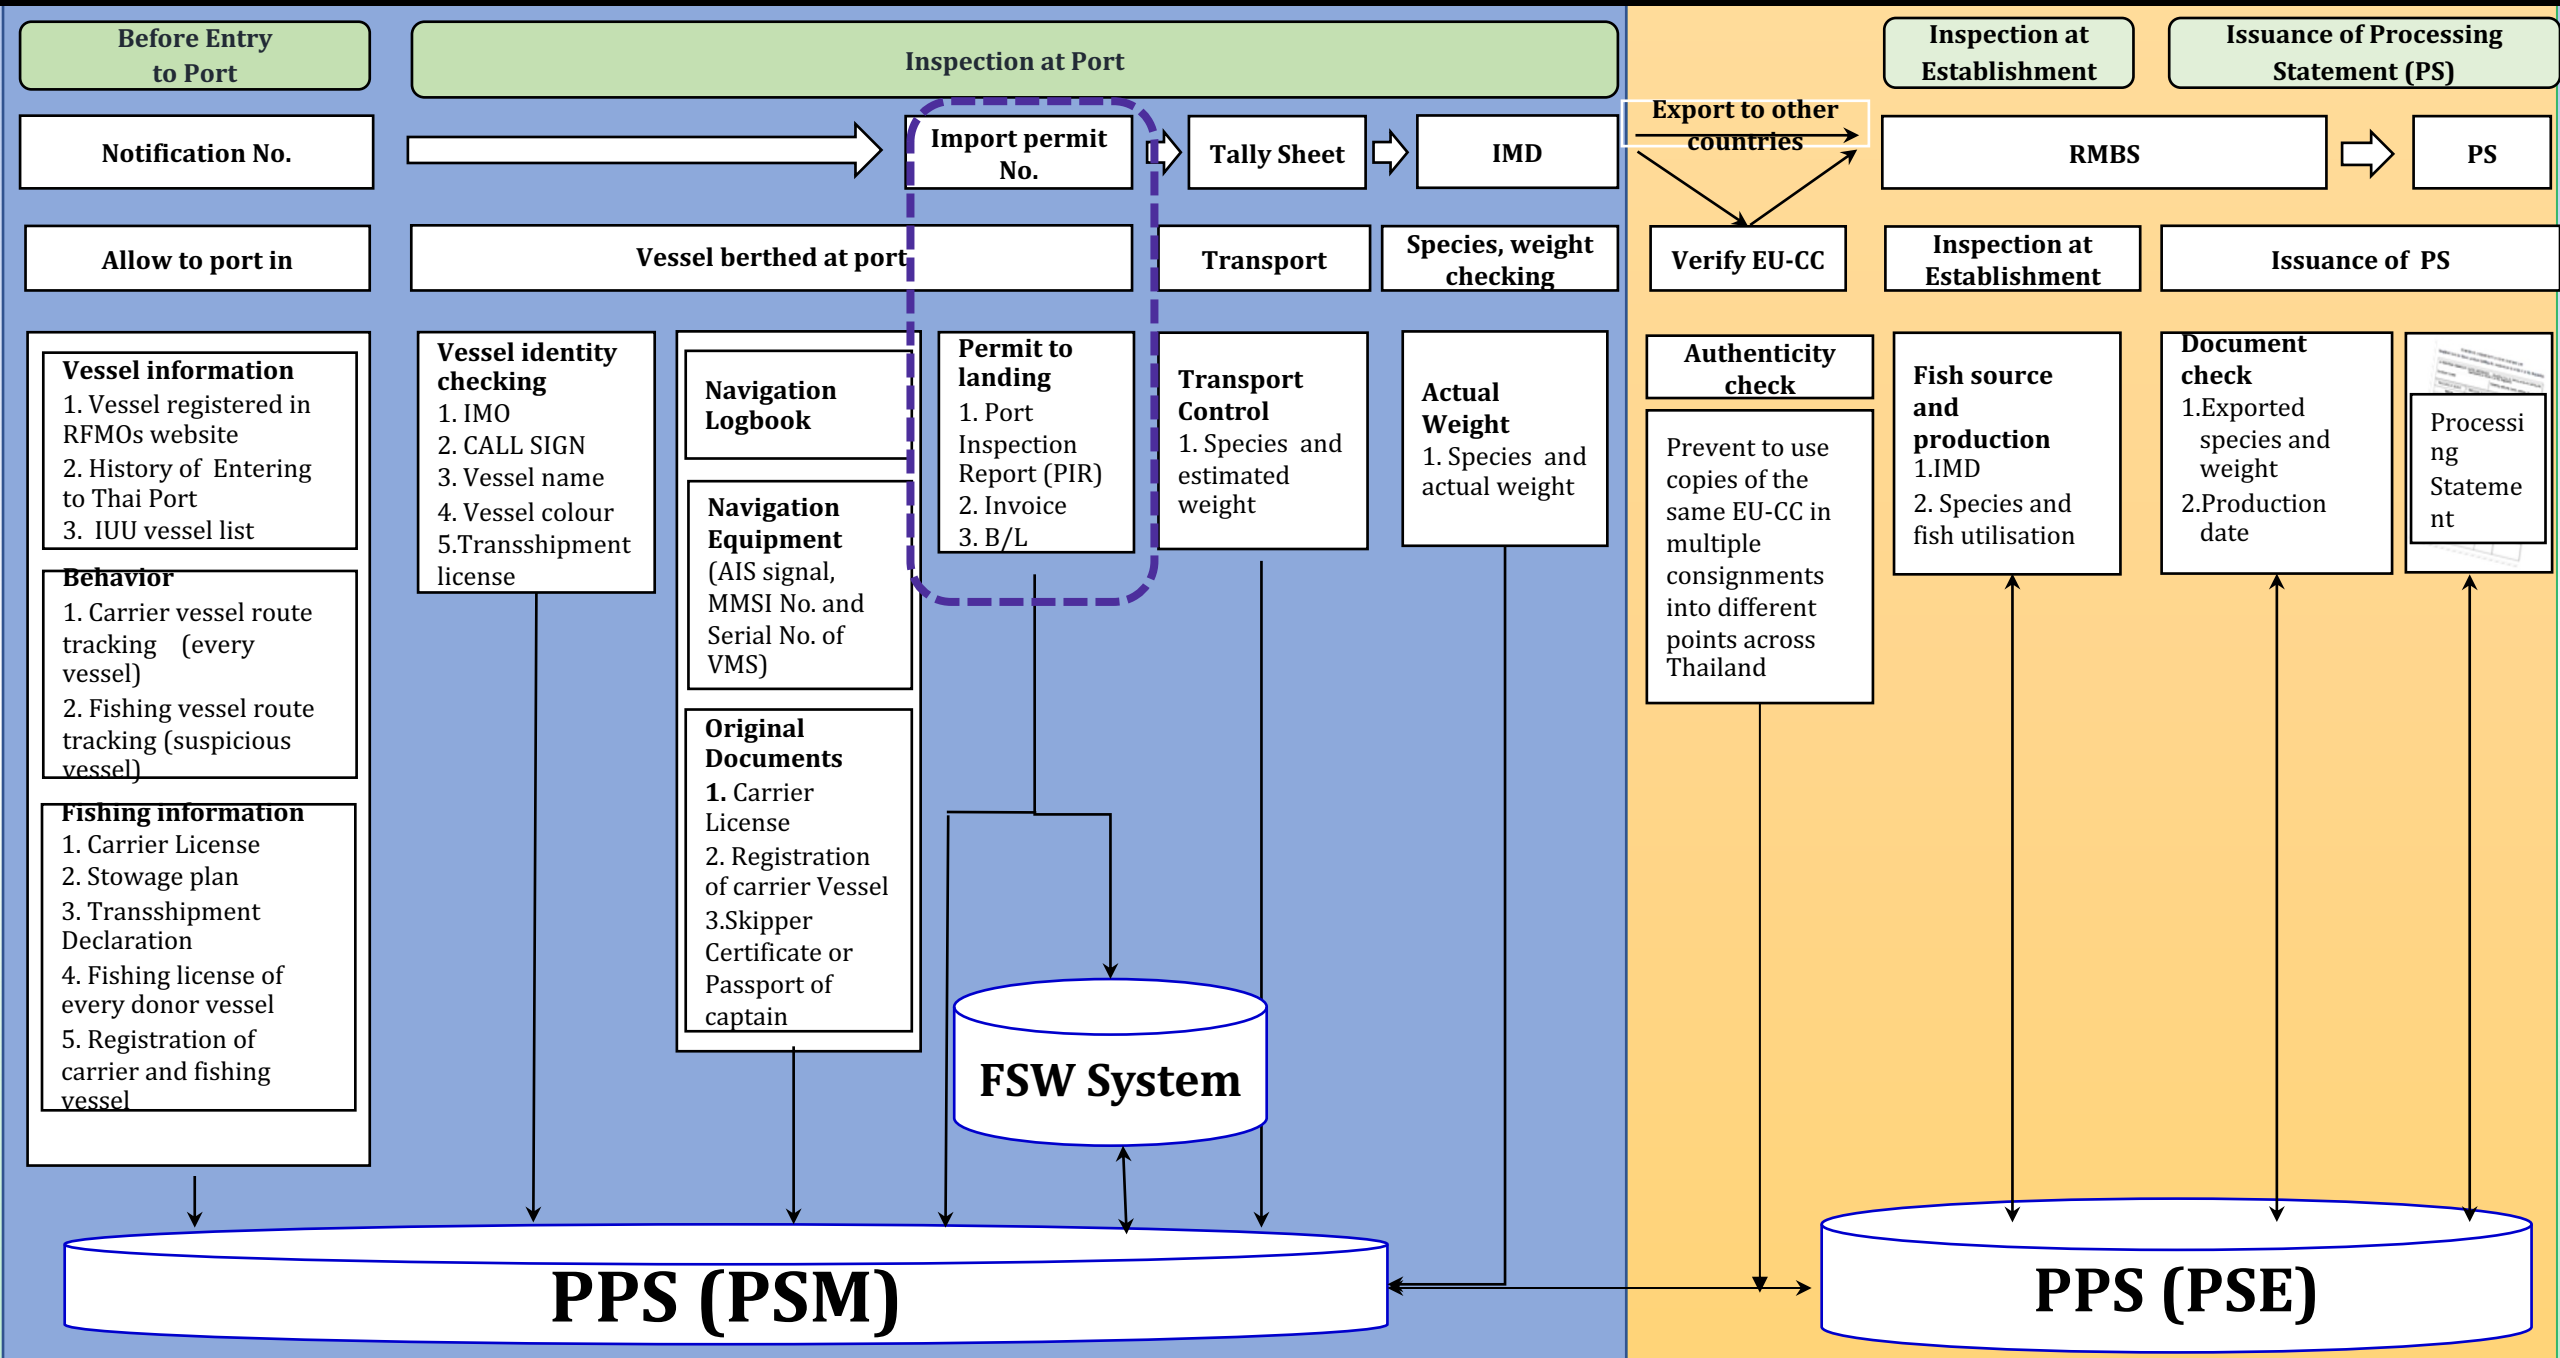 Before Entry
to Port
Inspection at Port
Inspection at
Establishment
Issuance of Processing
Statement (PS)
Notification No.
Import permit
No.
Tally Sheet
IMD
Export to other
countries
RMBS
PS
Allow to port in
Vessel berthed at port
Transport
Species, weight
checking
Verify EU-CC
Inspection at
Establishment
Issuance of PS
Vessel information
1. Vessel registered in
RFMOs website
2. History of Entering
to Thai Port
3. IUU vessel list
Behavior
1. Carrier vessel route
tracking (every
vessel)
2. Fishing vessel route
tracking (suspicious
vessel)
Fishing information
1. Carrier License
2. Stowage plan
3. Transshipment
Declaration
4. Fishing license of
every donor vessel
5. Registration of
carrier and fishing
vessel
Vessel identity
checking
1. IMO
2. CALL SIGN
3. Vessel name
4. Vessel colour
5.Transshipment
license
Navigation
Logbook
Navigation
Equipment
(AIS signal,
MMSI No. and
Serial No. of
VMS)
Original
Documents
1. Carrier
License
2. Registration
of carrier Vessel
3.Skipper
Certificate or
Passport of
captain
Permit to
landing
1. Port
Inspection
Report (PIR)
2. Invoice
3. B/L
Transport
Control
1. Species and
estimated
weight
Actual
Weight
1. Species and
actual weight
Authenticity
check
Prevent to use
copies of the
same EU-CC in
multiple
consignments
into different
points across
Thailand
Fish source
and
production
1.IMD
2. Species and
fish utilisation
Document
check
1.Exported
species and
weight
2.Production
date
Processi
ng
Stateme
nt
FSW System
PPS (PSM)
PPS (PSE)